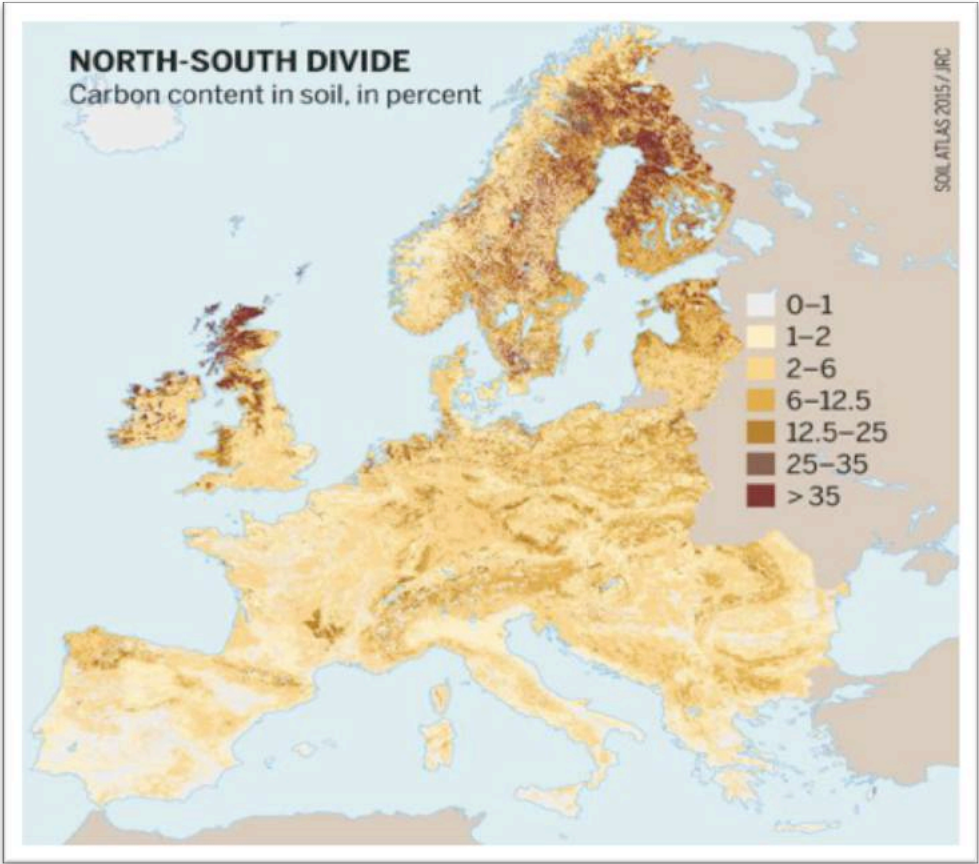 NORTH-SOUTH DIVIDE
Carbon content in soil, in percent
SOIL ATLAS 2015 / JRC
0–1
1–2
2–6
6–12.5
12.5–25
25–35
> 35